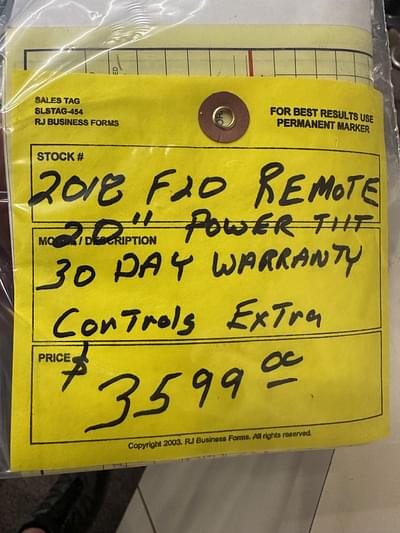 SALES TAG
SLSTAG-454
RJ BUSINESS FORMS
FOR BEST RESULTS USE
PERMANENT MARKER
STOCK #
2018 F20 REMOTE
20" POWER TILT
MODEL / DESCRIPTION
30 DAY WARRANTY
Controls Extra
PRICE
$3599 00
Copyright 2003. RJ Business Forms. All rights reserved.